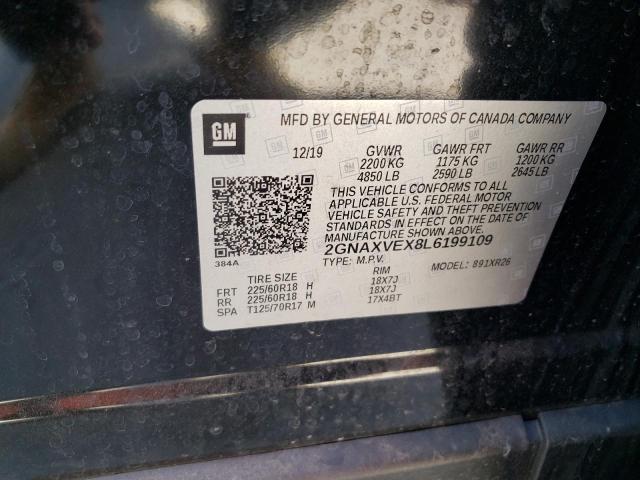 GM
MFD BY GENERAL MOTORS OF CANADA COMPANY
12/19 GVWR GAWR FRT GAWR RR
2200 KG 1175 KG 1200 KG
4850 LB 2590 LB 2645 LB
THIS VEHICLE CONFORMS TO ALL
APPLICABLE U.S. FEDERAL MOTOR
VEHICLE SAFETY AND THEFT PREVENTION
STANDARDS IN EFFECT ON THE DATE OF
MANUFACTURE SHOWN ABOVE.
2GNAXVEX8L6199109
384A
TYPE: M.P.V. MODEL: 891XR26
TIRE SIZE RIM
FRT 225/60R18 H 18X7J
RR 225/60R18 H 18X7J
SPA T125/70R17 M 17X4BT